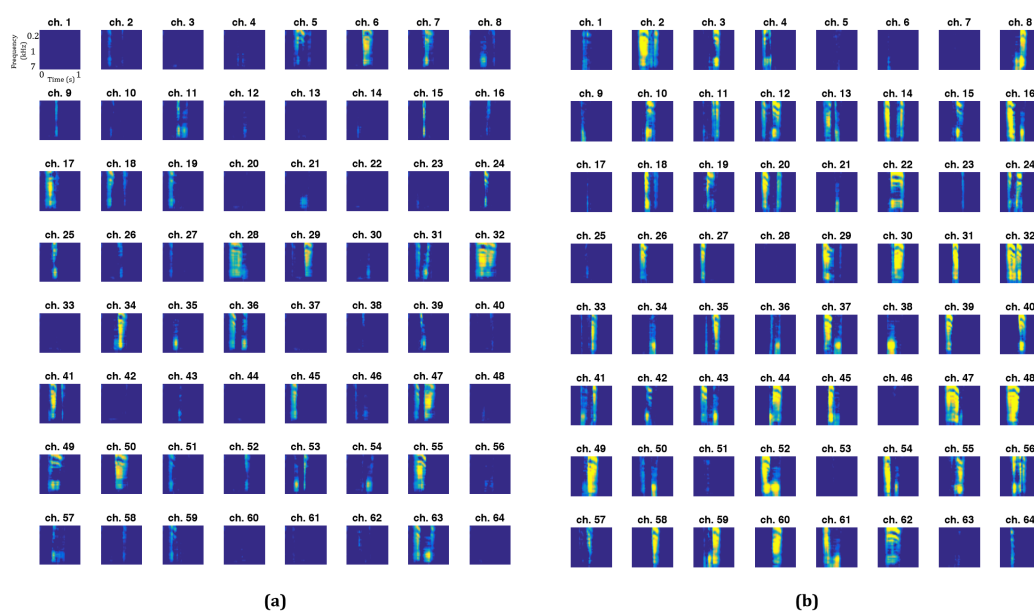 ch. 1 ch. 2 ch. 3 ch. 4 ch. 5 ch. 6 ch. 7 ch. 8
Frequency (kHz)
0.2
1
7
0 Time (s) 1
ch. 9 ch. 10 ch. 11 ch. 12 ch. 13 ch. 14 ch. 15 ch. 16
ch. 17 ch. 18 ch. 19 ch. 20 ch. 21 ch. 22 ch. 23 ch. 24
ch. 25 ch. 26 ch. 27 ch. 28 ch. 29 ch. 30 ch. 31 ch. 32
ch. 33 ch. 34 ch. 35 ch. 36 ch. 37 ch. 38 ch. 39 ch. 40
ch. 41 ch. 42 ch. 43 ch. 44 ch. 45 ch. 46 ch. 47 ch. 48
ch. 49 ch. 50 ch. 51 ch. 52 ch. 53 ch. 54 ch. 55 ch. 56
ch. 57 ch. 58 ch. 59 ch. 60 ch. 61 ch. 62 ch. 63 ch. 64
(a)
ch. 1 ch. 2 ch. 3 ch. 4 ch. 5 ch. 6 ch. 7 ch. 8
ch. 9 ch. 10 ch. 11 ch. 12 ch. 13 ch. 14 ch. 15 ch. 16
ch. 17 ch. 18 ch. 19 ch. 20 ch. 21 ch. 22 ch. 23 ch. 24
ch. 25 ch. 26 ch. 27 ch. 28 ch. 29 ch. 30 ch. 31 ch. 32
ch. 33 ch. 34 ch. 35 ch. 36 ch. 37 ch. 38 ch. 39 ch. 40
ch. 41 ch. 42 ch. 43 ch. 44 ch. 45 ch. 46 ch. 47 ch. 48
ch. 49 ch. 50 ch. 51 ch. 52 ch. 53 ch. 54 ch. 55 ch. 56
ch. 57 ch. 58 ch. 59 ch. 60 ch. 61 ch. 62 ch. 63 ch. 64
(b)